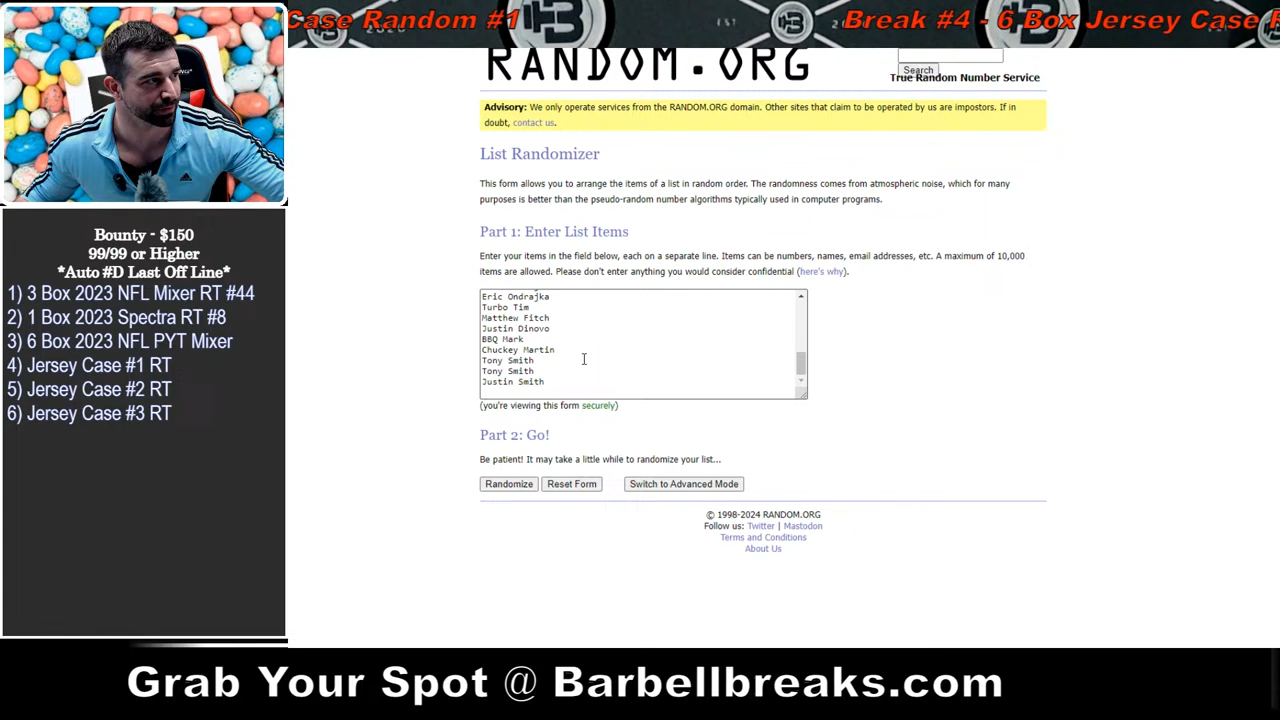 Case Random #1
Break #4 - 6 Box Jersey Case
RANDOM.ORG
Search
True Random Number Service
Advisory: We only operate services from the RANDOM.ORG domain. Other sites that claim to be operated by us are impostors. If in
doubt, contact us.
List Randomizer
This form allows you to arrange the items of a list in random order. The randomness comes from atmospheric noise, which for many
purposes is better than the pseudo-random number algorithms typically used in computer programs.
Part 1: Enter List Items
Enter your items in the field below, each on a separate line. Items can be numbers, names, email addresses, etc. A maximum of 10,000
items are allowed. Please don't enter anything you would consider confidential (here's why).
Eric Ondrajka
Turbo Tim
Matthew Fitch
Justin Dinovo
BBQ Mark
Chuckey Martin
Tony Smith
Tony Smith
Justin Smith
(you're viewing this form securely)
Part 2: Go!
Be patient! It may take a little while to randomize your list...
Randomize Reset Form Switch to Advanced Mode
© 1998-2024 RANDOM.ORG
Follow us: Twitter | Mastodon
Terms and Conditions
About Us
Bounty - $150
99/99 or Higher
*Auto #D Last Off Line*
1) 3 Box 2023 NFL Mixer RT #44
2) 1 Box 2023 Spectra RT #8
3) 6 Box 2023 NFL PYT Mixer
4) Jersey Case #1 RT
5) Jersey Case #2 RT
6) Jersey Case #3 RT
Grab Your Spot @ Barbellbreaks.com